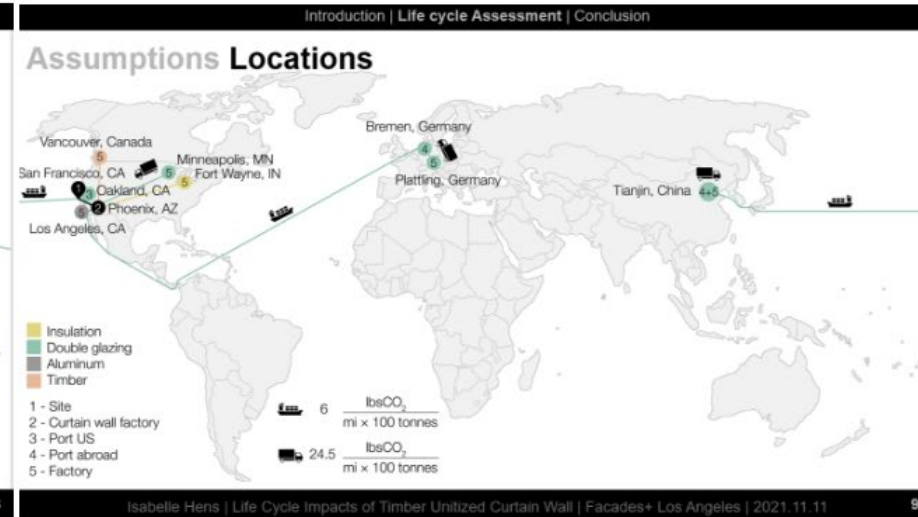 Introduction | Life cycle Assessment | Conclusion
Assumptions Locations
Bremen, Germany
4
5
Plattling, Germany
Vancouver, Canada
5
San Francisco, CA
1
3
Oakland, CA
Minneapolis, MN
5
Fort Wayne, IN
5
2
Phoenix, AZ
5
Los Angeles, CA
Tianjin, China
4+5
Insulation
Double glazing
Aluminum
Timber
1 - Site
2 - Curtain wall factory
3 - Port US
4 - Port abroad
5 - Factory
6 lbsCO₂
mi × 100 tonnes
24.5 lbsCO₂
mi × 100 tonnes
Isabelle Hens | Life Cycle Impacts of Timber Unitized Curtain Wall | Facades+ Los Angeles | 2021.11.11
9